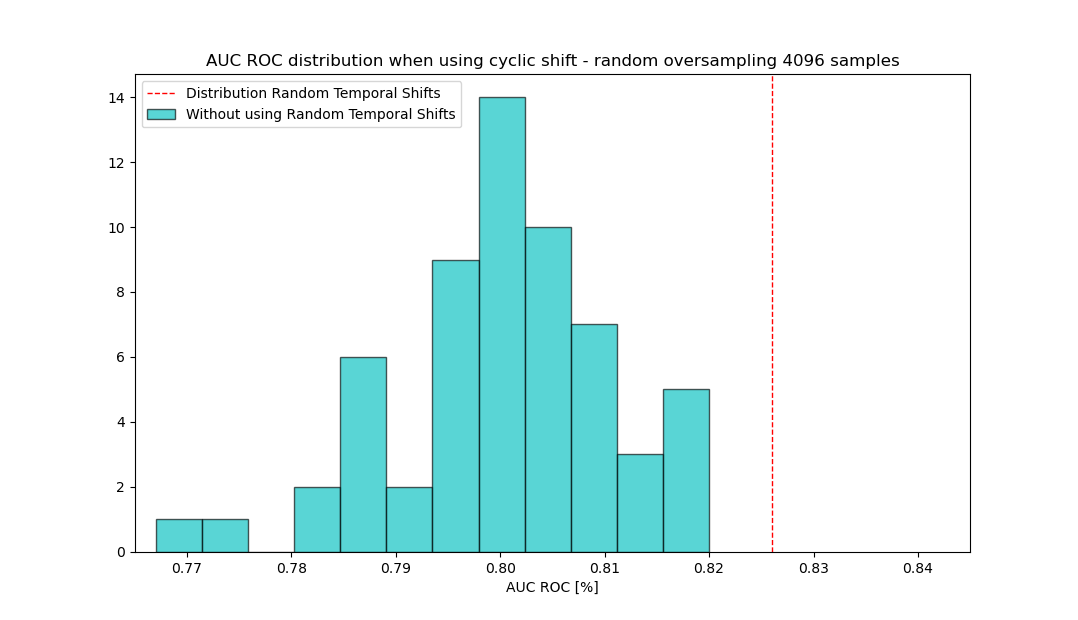 AUC ROC distribution when using cyclic shift - random oversampling 4096 samples
Distribution Random Temporal Shifts
Without using Random Temporal Shifts
14
12
10
8
6
4
2
0
0.77 0.78 0.79 0.80 0.81 0.82 0.83 0.84
AUC ROC [%]